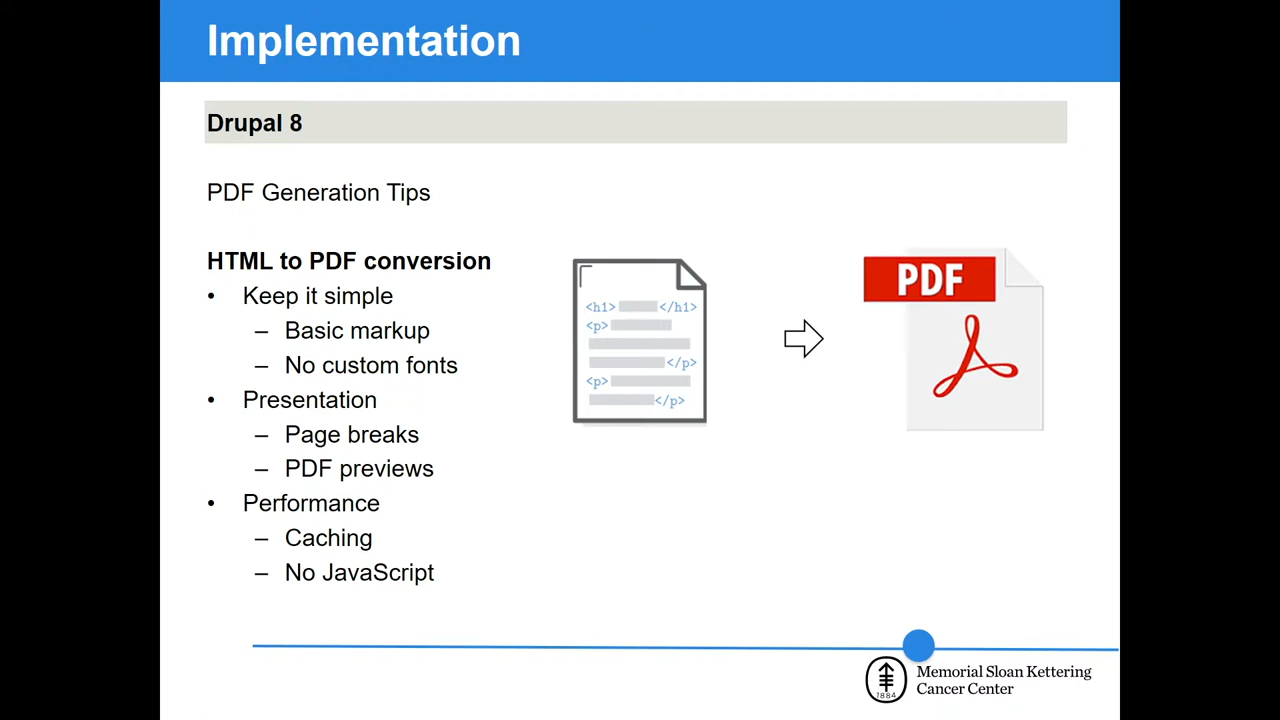 Implementation
Drupal 8
PDF Generation Tips
HTML to PDF conversion
• Keep it simple
– Basic markup
– No custom fonts
• Presentation
– Page breaks
– PDF previews
• Performance
– Caching
– No JavaScript
<h1> </h1>
<p>
</p>
<p>
</p>
PDF
1884
Memorial Sloan Kettering
Cancer Center